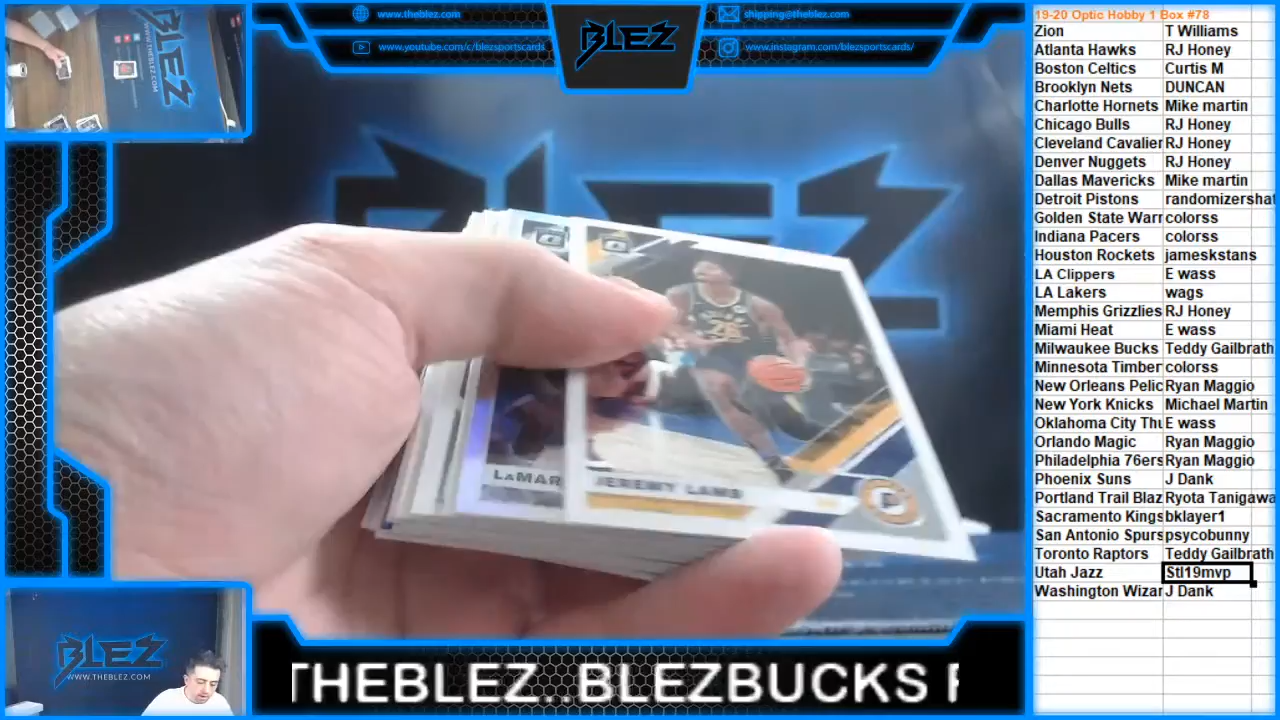 www.theblez.com
shipping@theblez.com
www.youtube.com/c/blezsportscards
www.instagram.com/blezsportscards/
BLEZ
BLEZ
LaMAR
JEREMY LAMB
BLEZ
WWW.THEBLEZ.COM
THEBLEZ..BLEZBUCKS F
19-20 Optic Hobby 1 Box #78
Zion T Williams
Atlanta Hawks RJ Honey
Boston Celtics Curtis M
Brooklyn Nets DUNCAN
Charlotte Hornets Mike martin
Chicago Bulls RJ Honey
Cleveland Cavalier RJ Honey
Denver Nuggets RJ Honey
Dallas Mavericks Mike martin
Detroit Pistons randomizershat
Golden State Warr colorss
Indiana Pacers colorss
Houston Rockets jameskstans
LA Clippers E wass
LA Lakers wags
Memphis Grizzlies RJ Honey
Miami Heat E wass
Milwaukee Bucks Teddy Gailbrath
Minnesota Timber colorss
New Orleans Pelic Ryan Maggio
New York Knicks Michael Martin
Oklahoma City Thu E wass
Orlando Magic Ryan Maggio
Philadelphia 76ers Ryan Maggio
Phoenix Suns J Dank
Portland Trail Blaz Ryota Tanigawa
Sacramento Kings bklayer1
San Antonio Spurs psycobunny
Toronto Raptors Teddy Gailbrath
Utah Jazz Stl19mvp
Washington Wizar J Dank